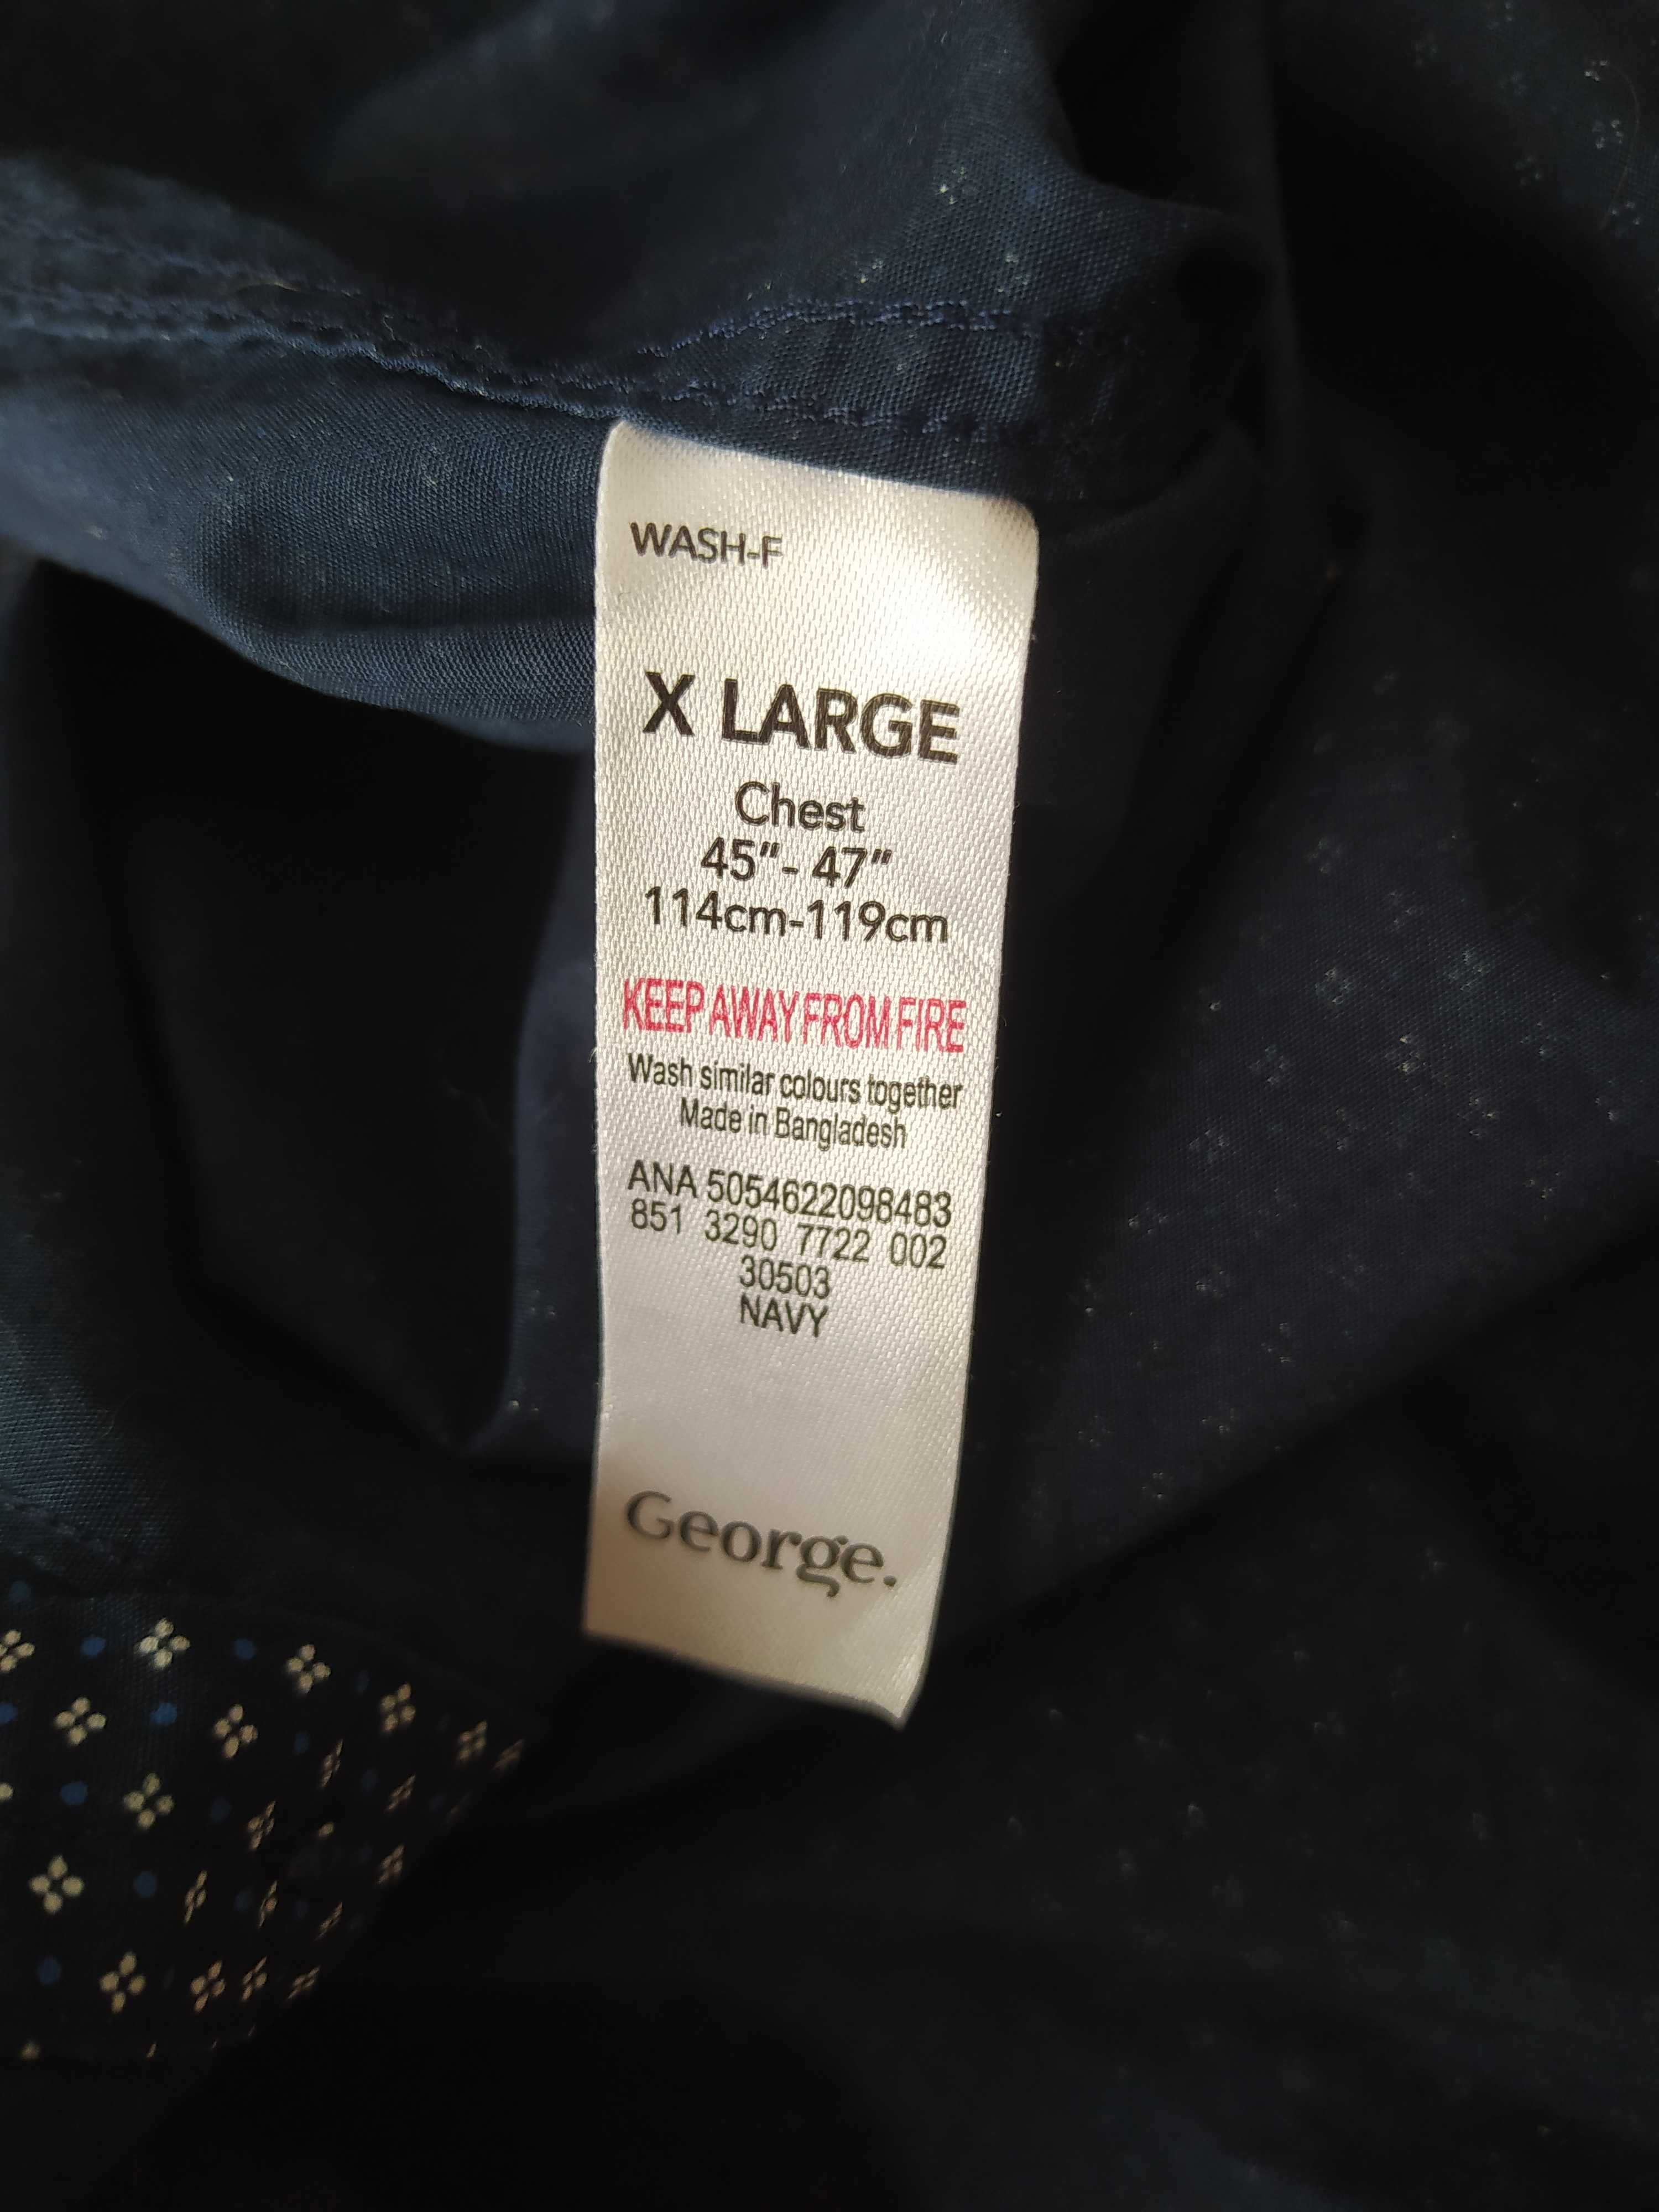 WASH-F
X LARGE
Chest
45"- 47"
114cm-119cm
KEEP AWAY FROM FIRE
Wash similar colours together
Made in Bangladesh
ANA 5054622098483
851 3290 7722 002
30503
NAVY
George.